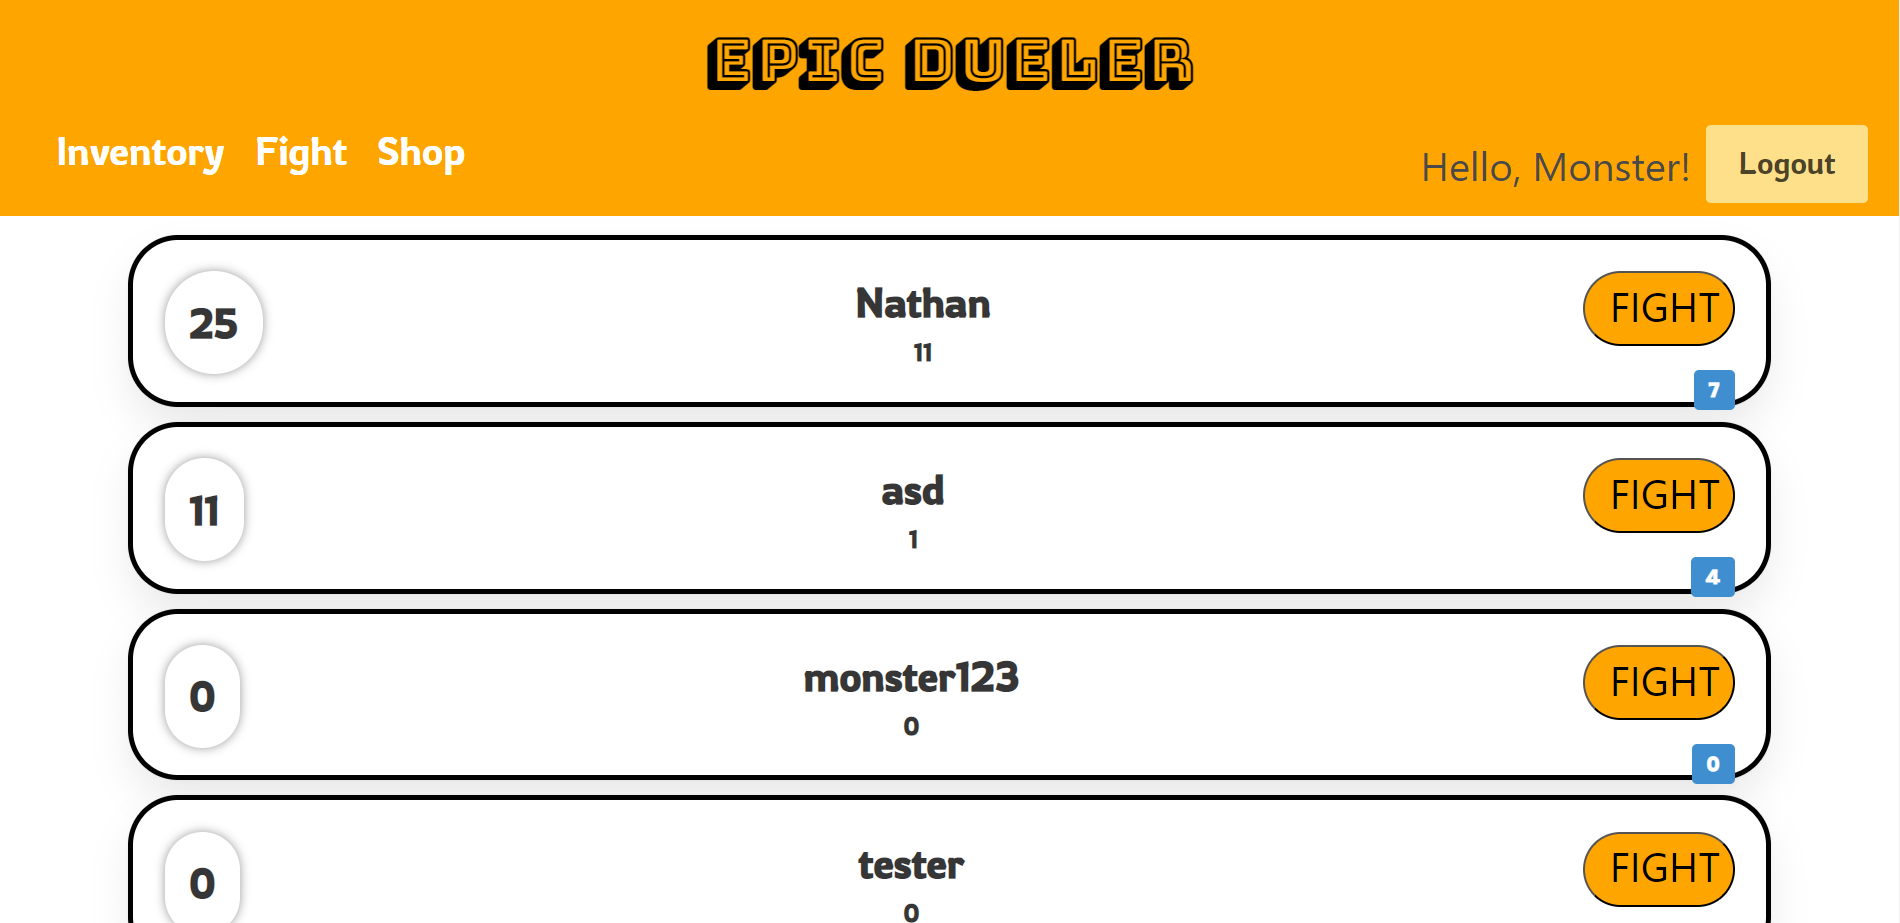 EPIC DUELER
Inventory Fight Shop
Hello, Monster! Logout
25 Nathan FIGHT
11
7
11 asd FIGHT
1
4
0 monster123 FIGHT
0
0
0 tester FIGHT
0